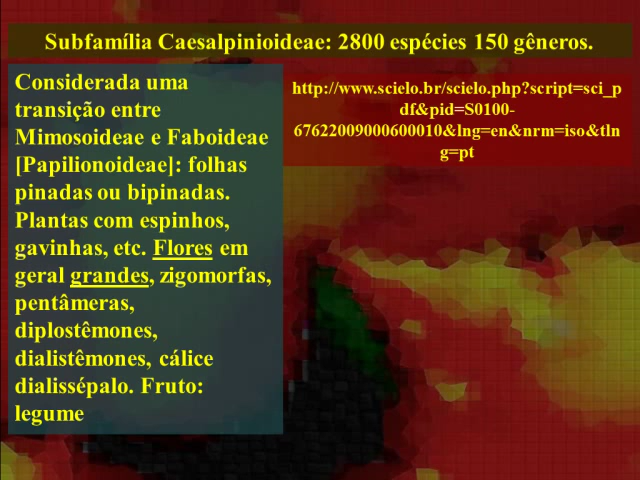 Subfamília Caesalpinioideae: 2800 espécies 150 gêneros.
Considerada uma
transição entre
Mimosoideae e Faboideae
[Papilionoideae]: folhas
pinadas ou bipinadas.
Plantas com espinhos,
gavinhas, etc. Flores em
geral grandes, zigomorfas,
pentâmeras,
diplostêmones,
dialistêmones, cálice
dialissépalo. Fruto:
legume
http://www.scielo.br/scielo.php?script=sci_p
df&pid=S0100-
67622009000600010&lng=en&nrm=iso&tln
g=pt